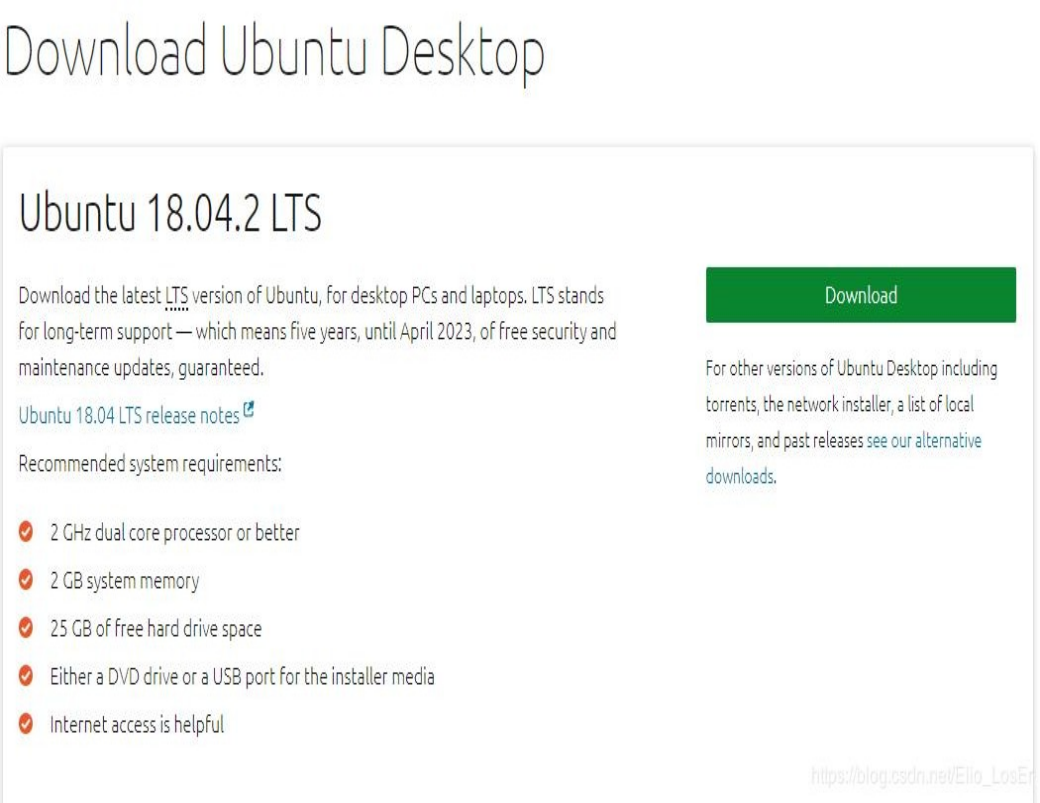 Download Ubuntu Desktop
Ubuntu 18.04.2 LTS
Download the latest LTS version of Ubuntu, for desktop PCs and laptops. LTS stands
for long-term support — which means five years, until April 2023, of free security and
maintenance updates, guaranteed.
Ubuntu 18.04 LTS release notes
Recommended system requirements:
2 GHz dual core processor or better
2 GB system memory
25 GB of free hard drive space
Either a DVD drive or a USB port for the installer media
Internet access is helpful
Download
For other versions of Ubuntu Desktop including
torrents, the network installer, a list of local
mirrors, and past releases see our alternative
downloads.
https://blog.csdn.net/Elio_LosEr